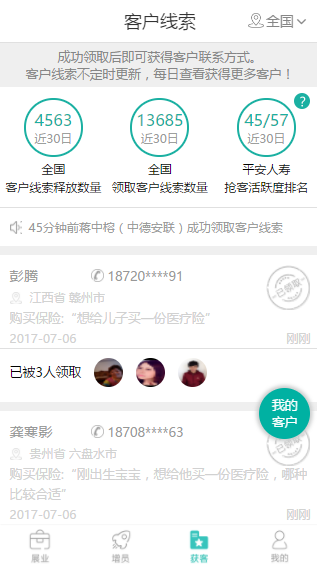 客户线索
全国
成功领取后即可获得客户联系方式。
客户线索不定时更新，每日查看获得更多客户！
4563
近30日
13685
近30日
45/57
近30日
?
全国
客户线索释放数量
全国
领取客户线索数量
平安人寿
抢客活跃度排名
45分钟前蒋中榕（中德安联）成功领取客户线索
彭腾
18720****91
已领取
江西省 赣州市
购买保险:“想给儿子买一份医疗险”
2017-07-06
刚刚
已被3人领取
我的
客户
龚寒影
18708****63
贵州省 六盘水市
购买保险:“刚出生宝宝，想给他买一份医疗险，哪种
比较合适”
2017-07-06
刚刚
展业
增员
获客
我的